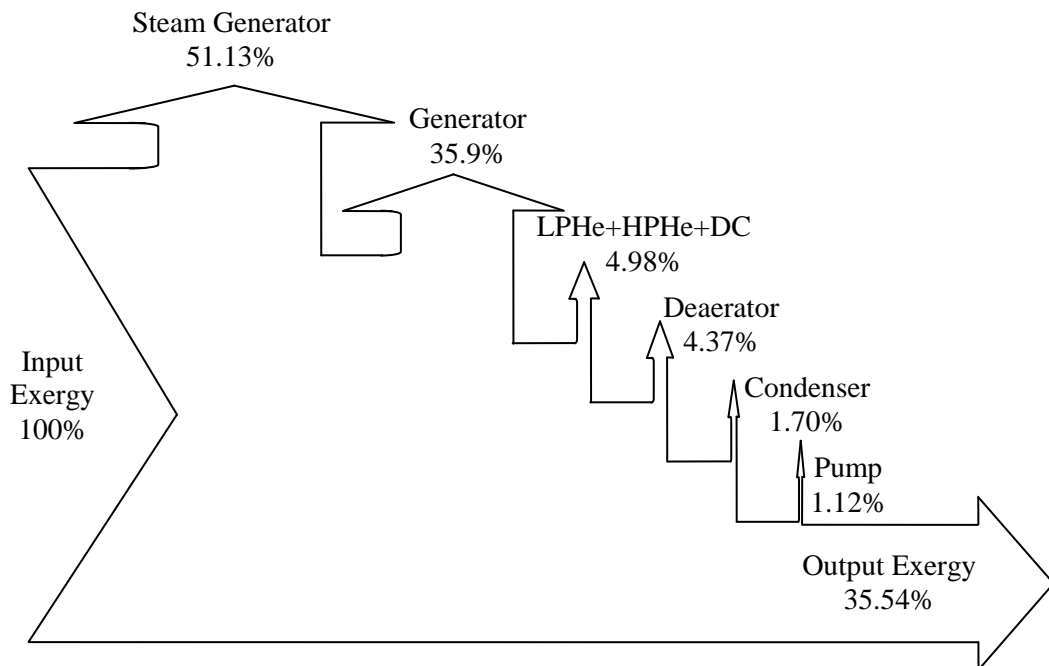 Steam Generator
51.13%
Generator
35.9%
LPHe+HPHe+DC
4.98%
Deaerator
4.37%
Input
Exergy
100%
Condenser
1.70%
Pump
1.12%
Output Exergy
35.54%